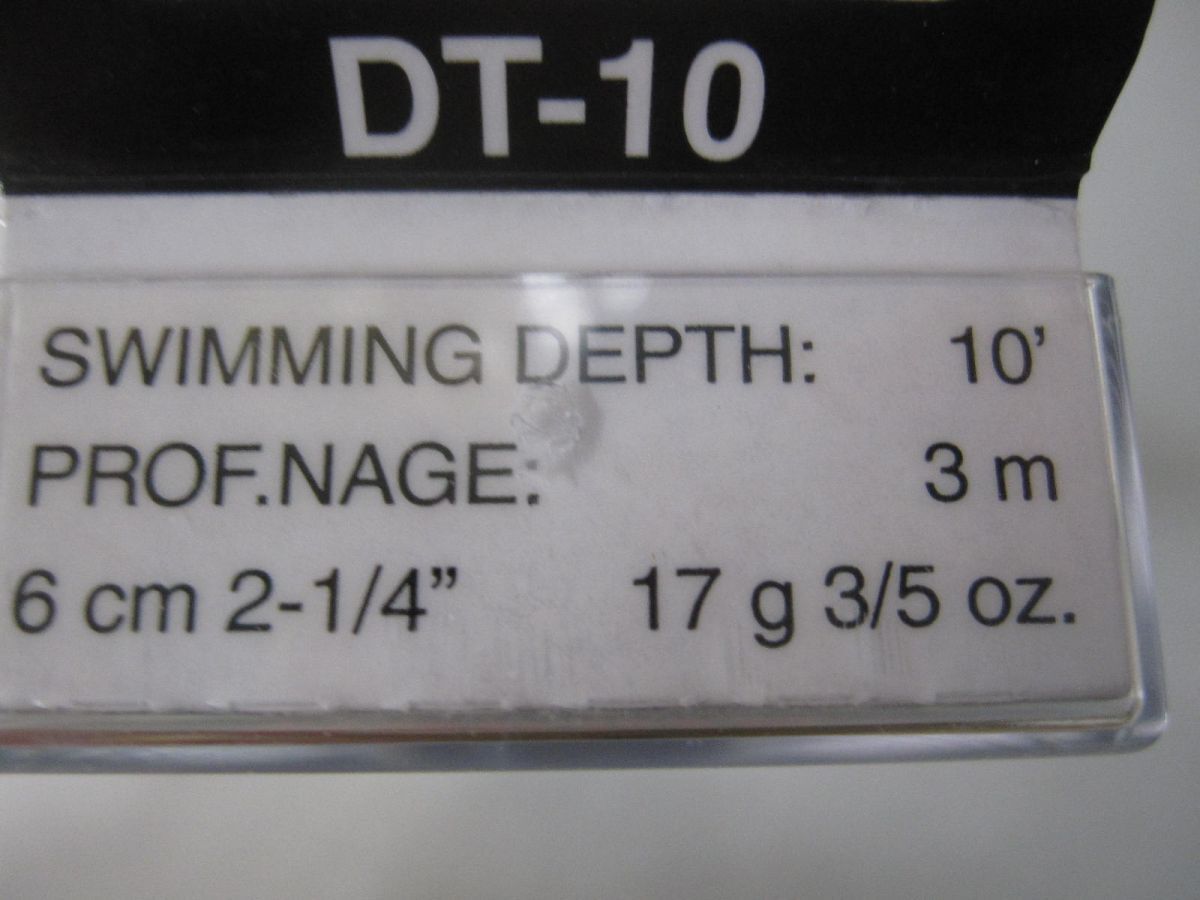 DT-10
SWIMMING DEPTH: 10'
PROF.NAGE: 3 m
6 cm 2-1/4” 17 g 3/5 oz.